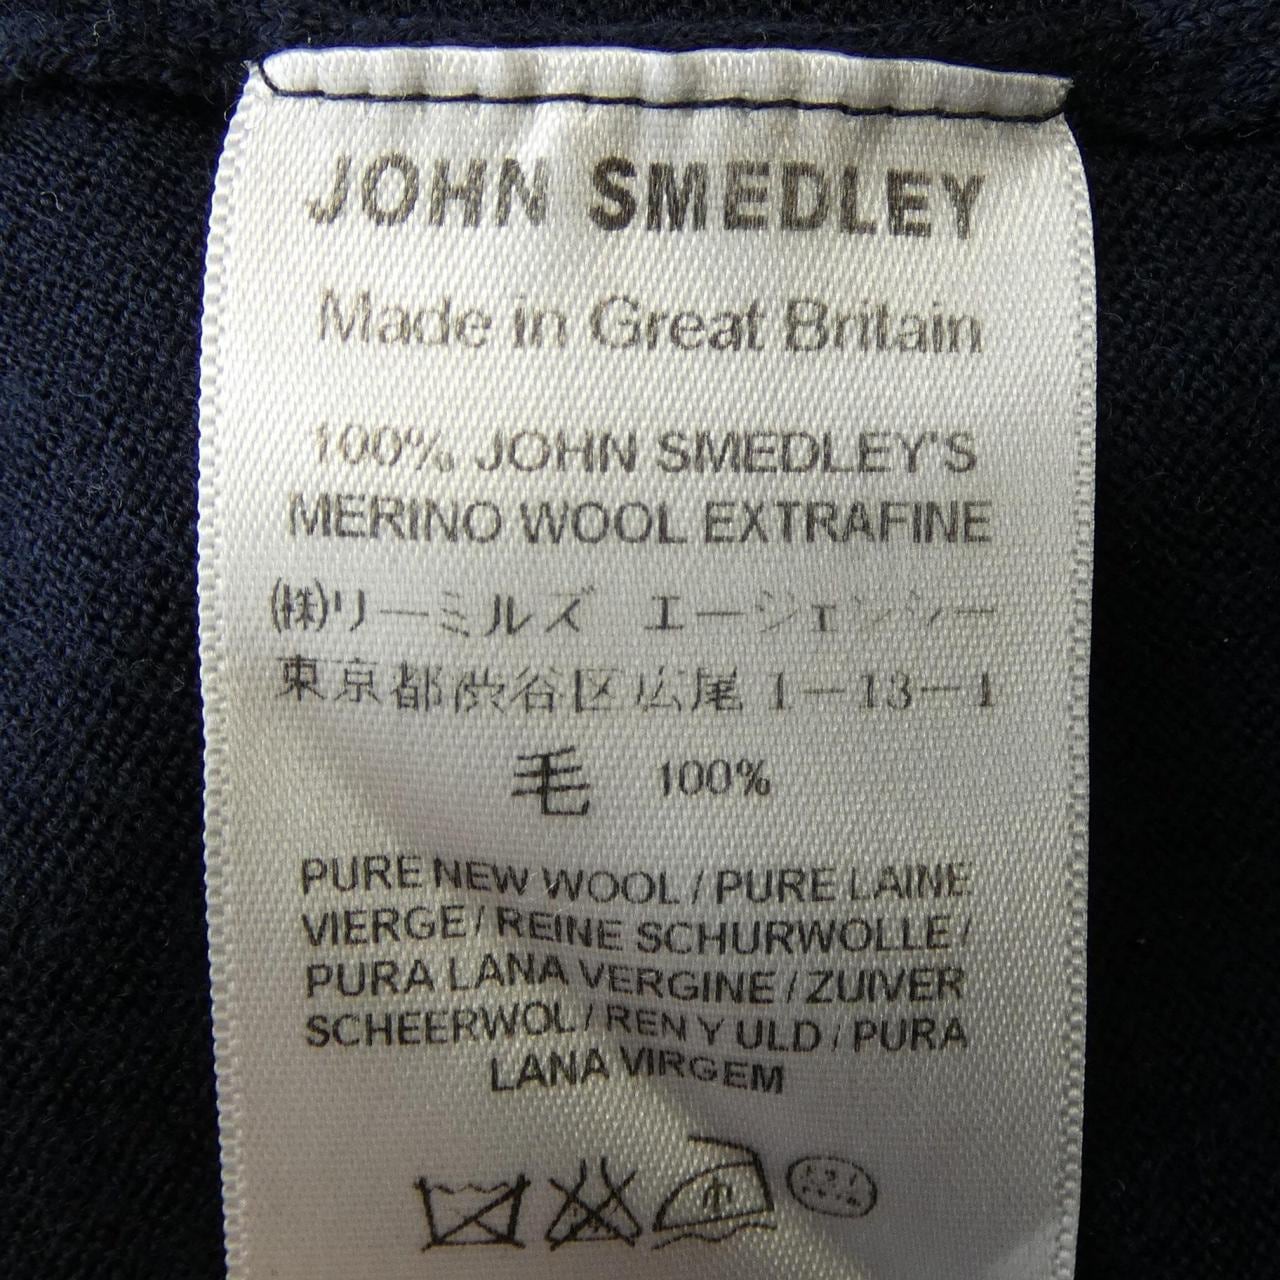 JOHN SMEDLEY
Made in Great Britain
100% JOHN SMEDLEY'S
MERINO WOOL EXTRAFINE
㈱リーミルズ エージェンシー
東京都渋谷区広尾1-13-1
毛 100%
PURE NEW WOOL / PURE LAINE
VIERGE / REINE SCHURWOLLE /
PURA LANA VERGINE / ZUIVER
SCHEERWOL / REN Y ULD / PURA
LANA VIRGEM